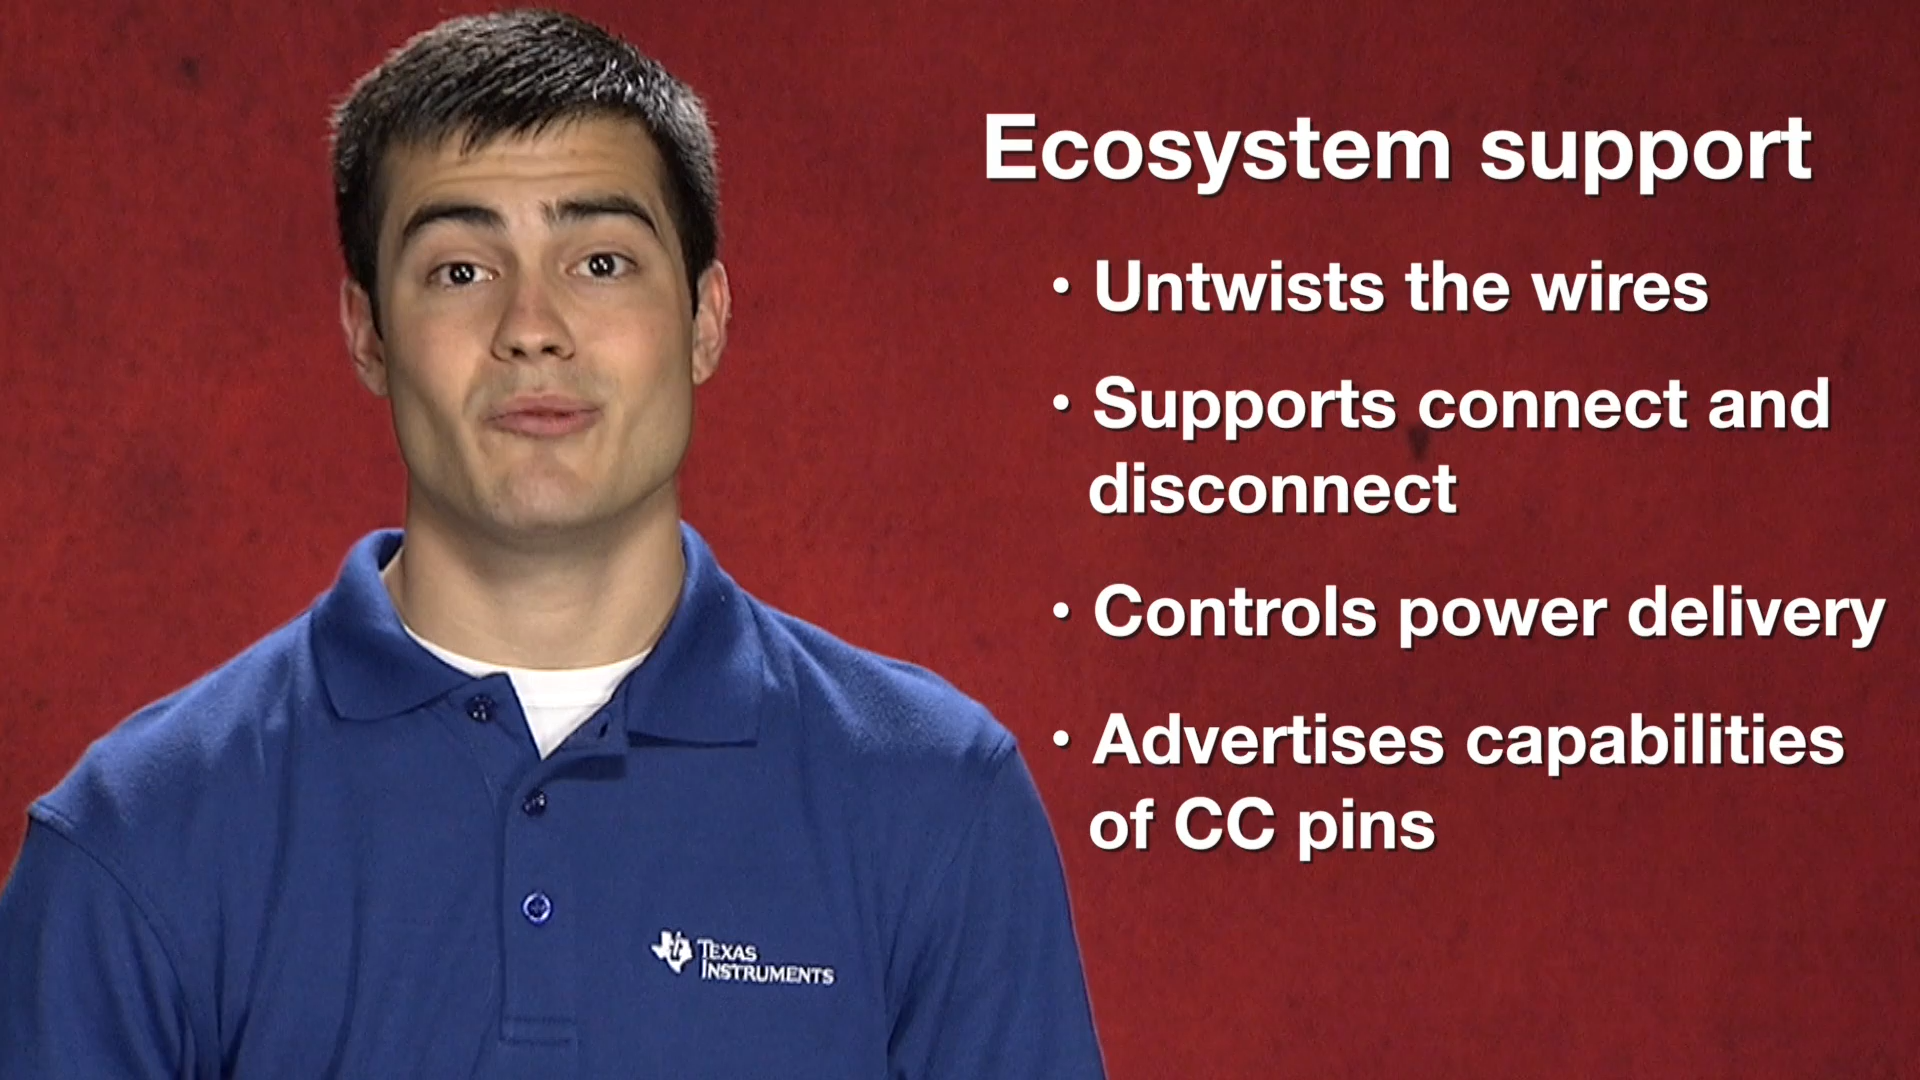 Ecosystem support
• Untwists the wires
• Supports connect and
disconnect
• Controls power delivery
• Advertises capabilities
of CC pins
TEXAS
INSTRUMENTS